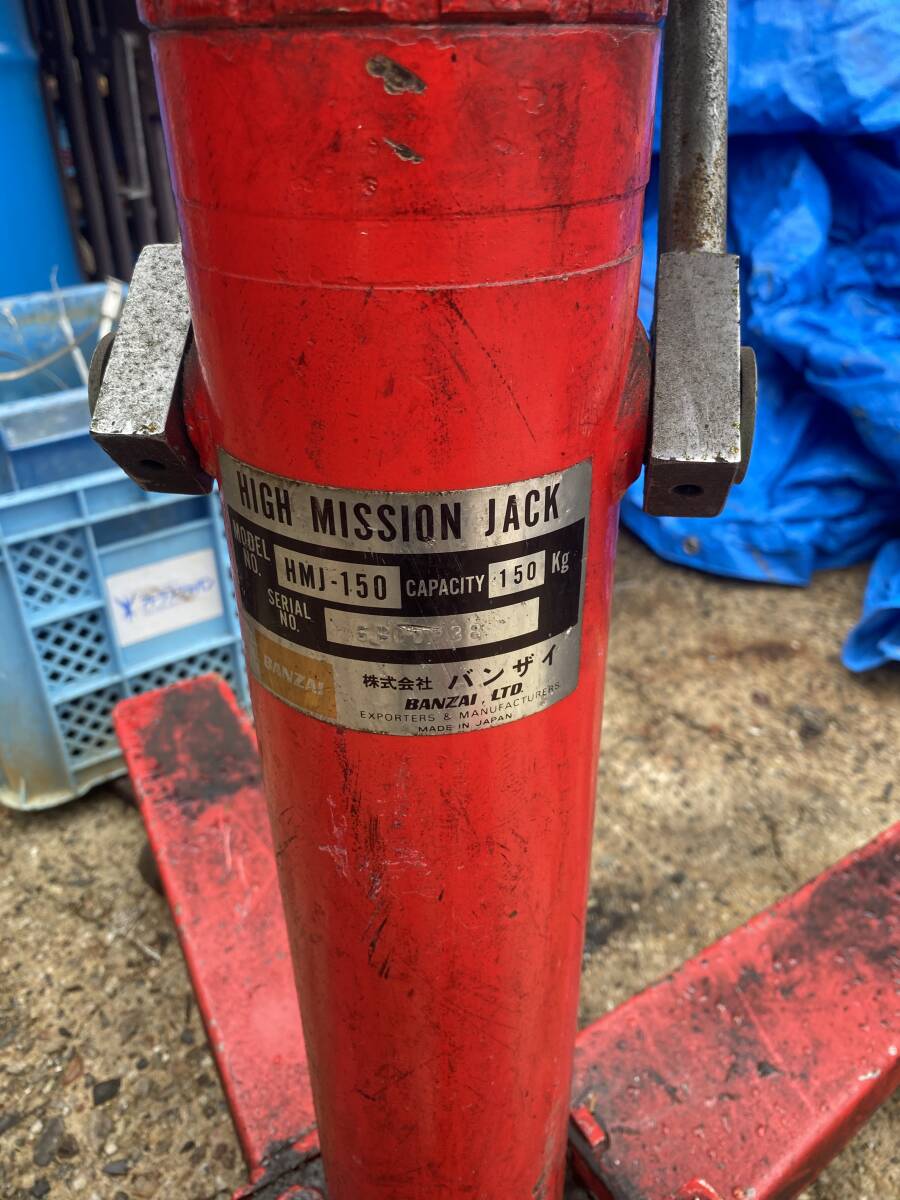 HIGH MISSION JACK
MODEL NO. HMJ-150 CAPACITY 150 Kg
SERIAL NO.
BANZAI
株式会社 バンザイ
BANZAI, LTD.
EXPORTERS & MANUFACTURERS
MADE IN JAPAN